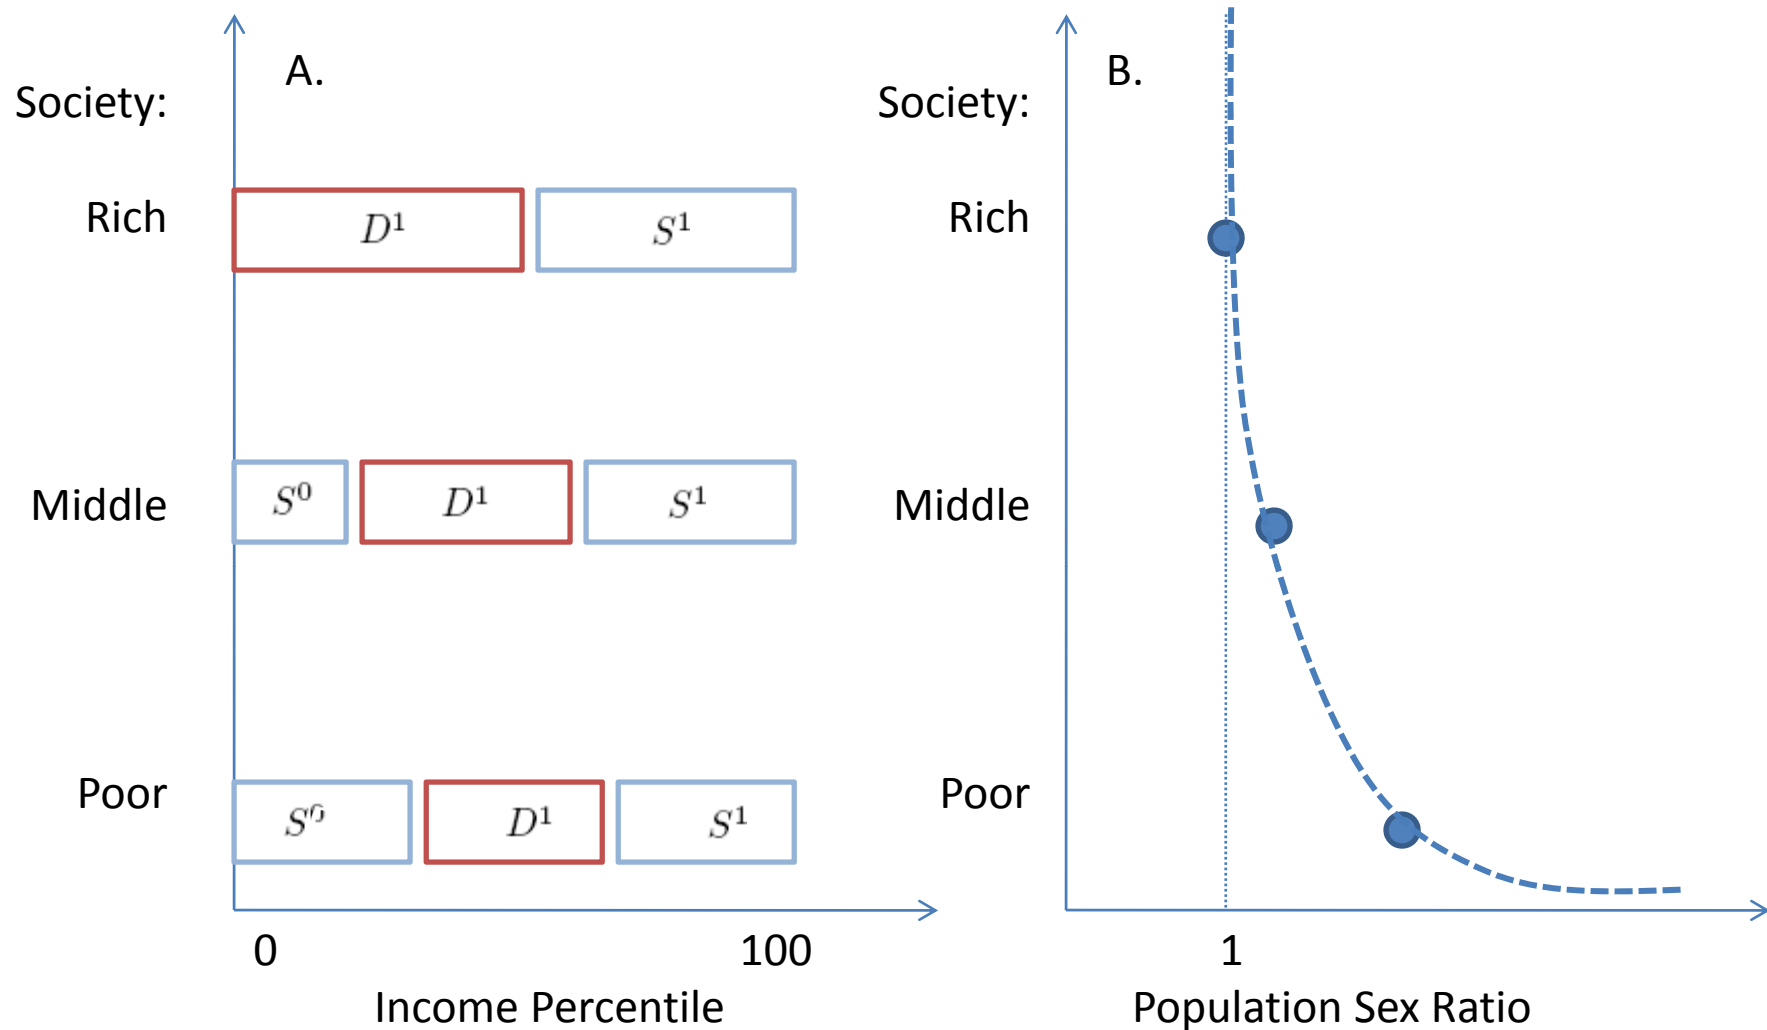 A.
Society:
Rich
D¹ S¹
Middle
S⁰ D¹ S¹
Poor
S⁰ D¹ S¹
0 100
Income Percentile
B.
Society:
Rich
Middle
Poor
1
Population Sex Ratio